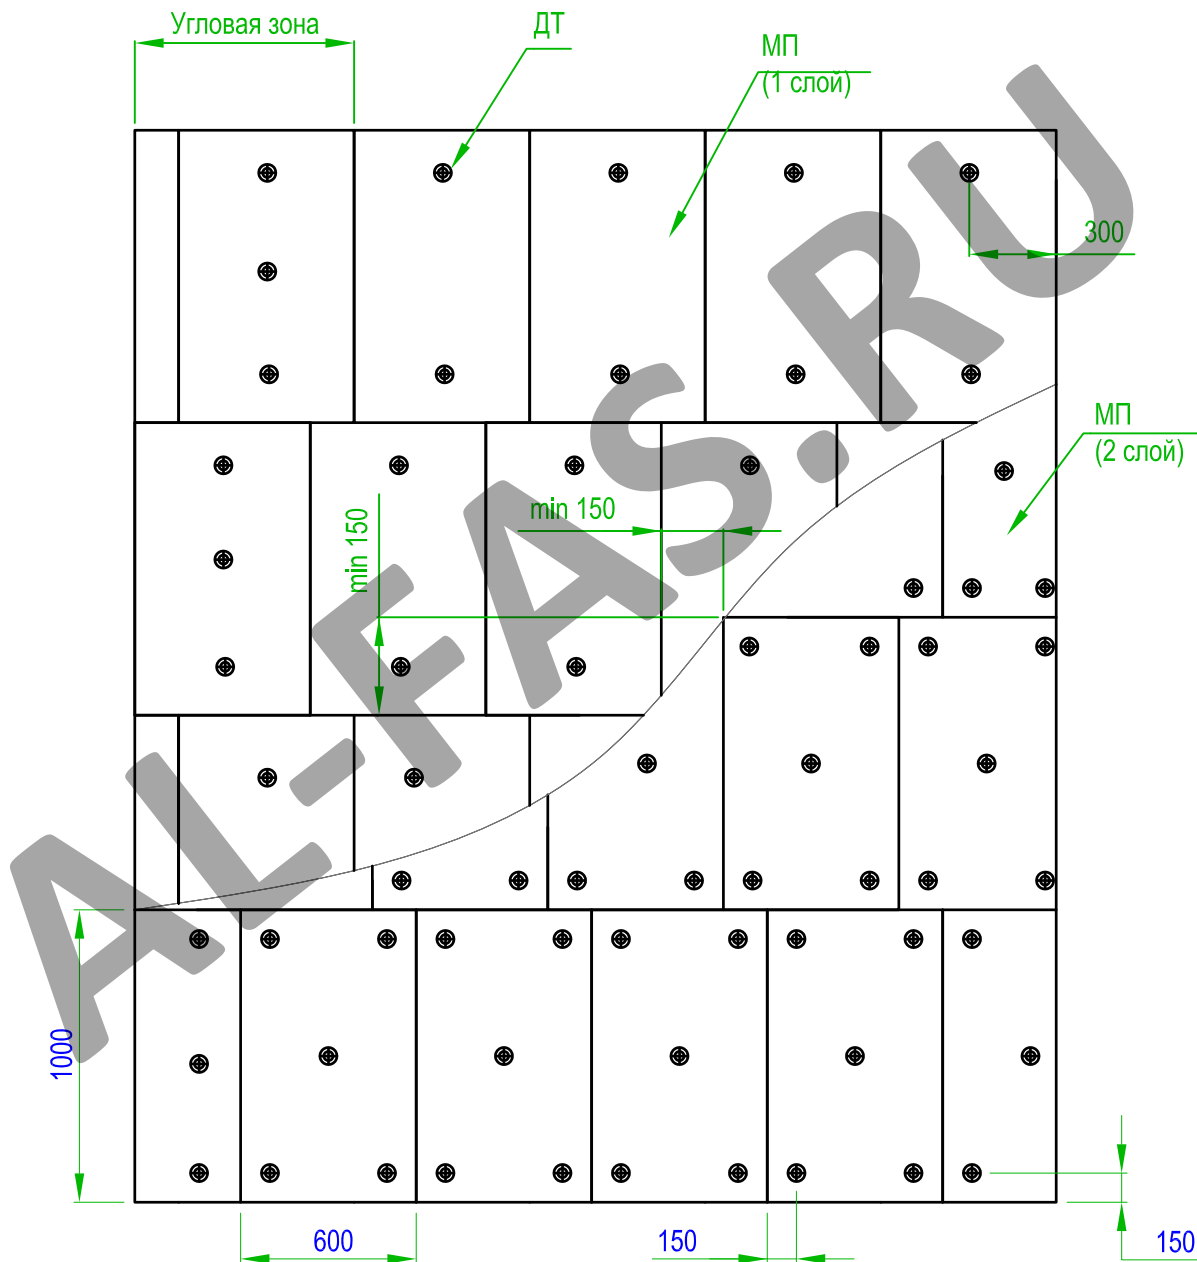 Угловая зона
ДТ
МП
(1 слой)
300
МП
(2 слой)
min 150
min 150
1000
600
150
150
AL-FAS.RU